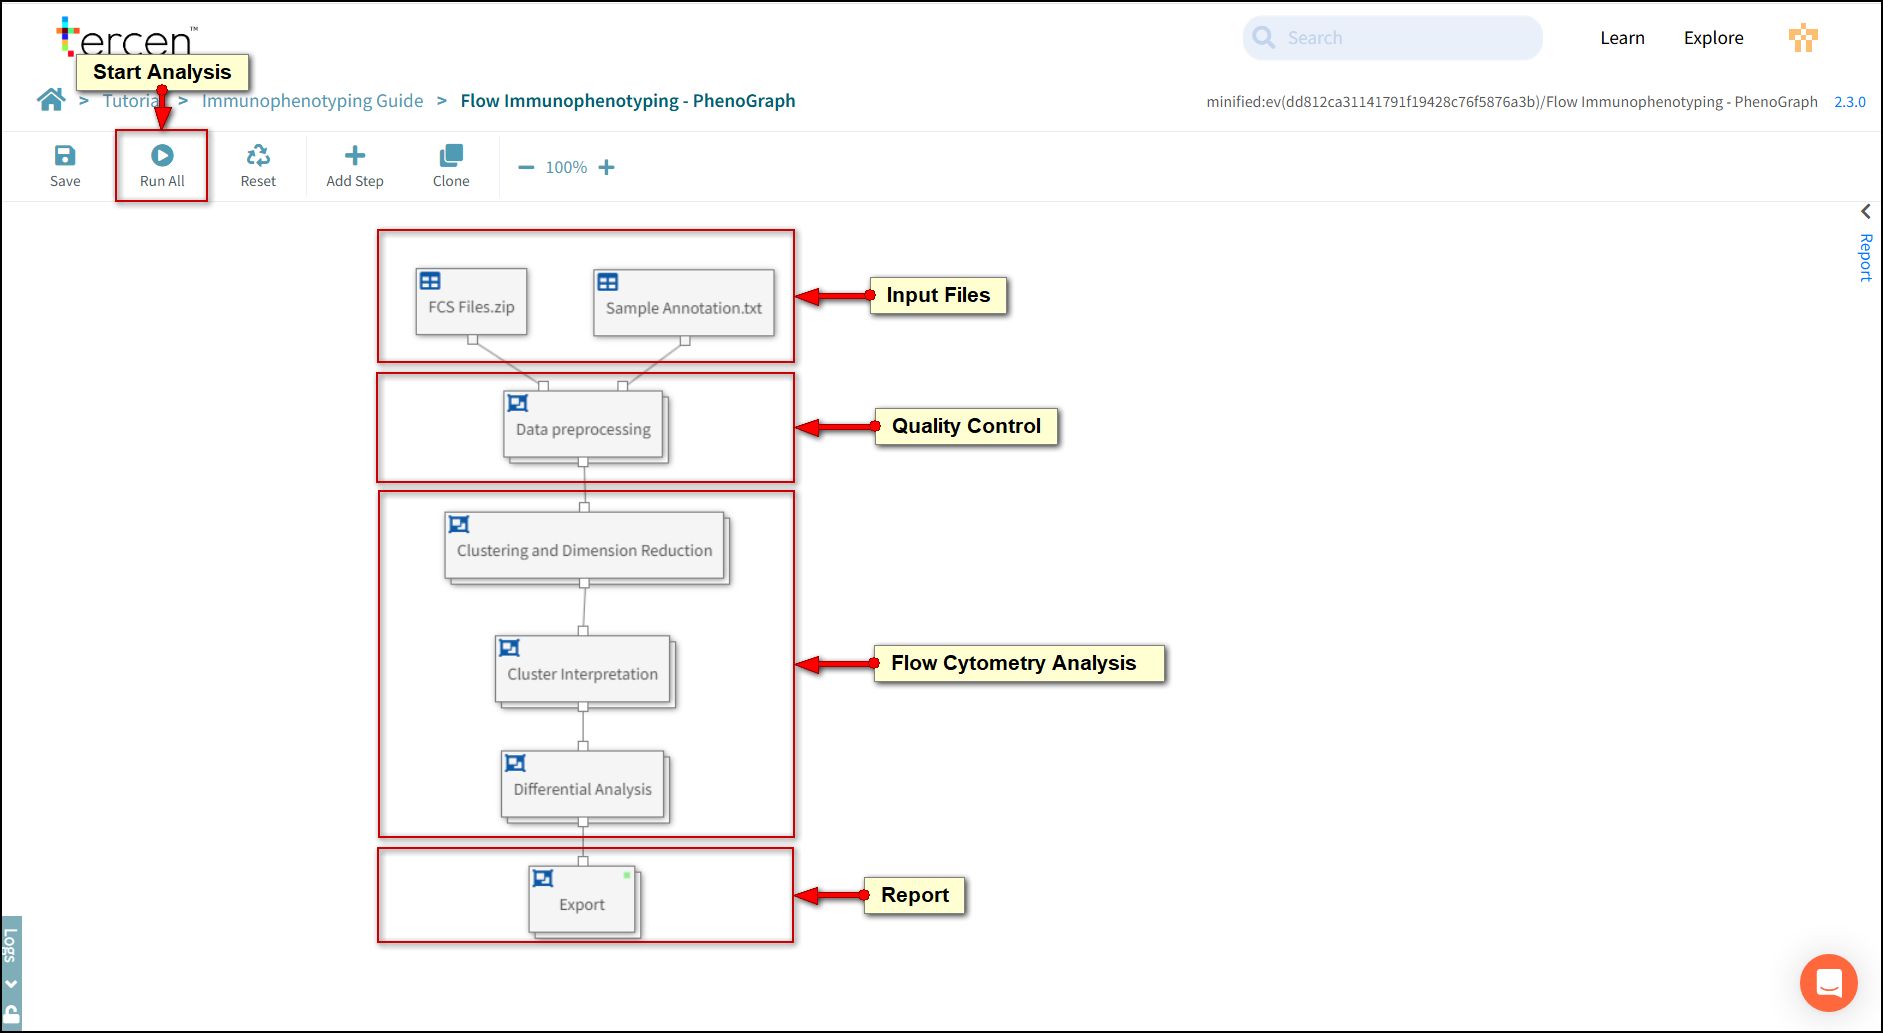 tercen™
Search
Learn
Explore
Start Analysis
> Tutoria > Immunophenotyping Guide > Flow Immunophenotyping - PhenoGraph
minified:ev(dd812ca31141791f19428c76f5876a3b)/Flow Immunophenotyping - PhenoGraph 2.3.0
Save
Run All
Reset
Add Step
Clone
100%
Report
FCS Files.zip
Sample Annotation.txt
Input Files
Data preprocessing
Quality Control
Clustering and Dimension Reduction
Cluster Interpretation
Flow Cytometry Analysis
Differential Analysis
Export
Report
Logs